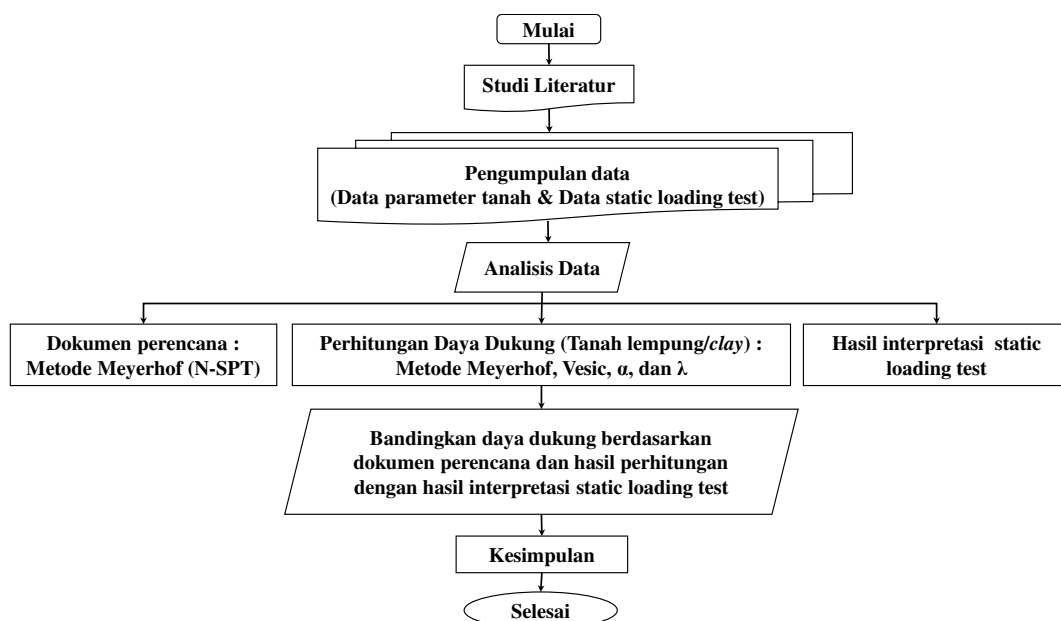 Mulai
Studi Literatur
Pengumpulan data
(Data parameter tanah & Data static loading test)
Analisis Data
Dokumen perencana :
Metode Meyerhof (N-SPT)
Perhitungan Daya Dukung (Tanah lempung/clay) :
Metode Meyerhof, Vesic, α, dan λ
Hasil interpretasi static
loading test
Bandingkan daya dukung berdasarkan
dokumen perencana dan hasil perhitungan
dengan hasil interpretasi static loading test
Kesimpulan
Selesai